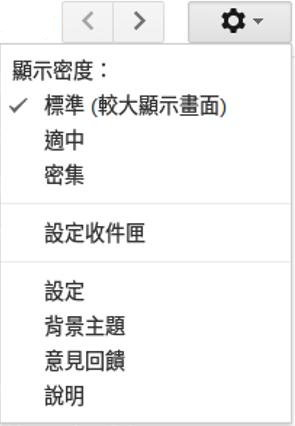 顯示密度：
標準 (較大顯示畫面)
適中
密集
設定收件匣
設定
背景主題
意見回饋
說明